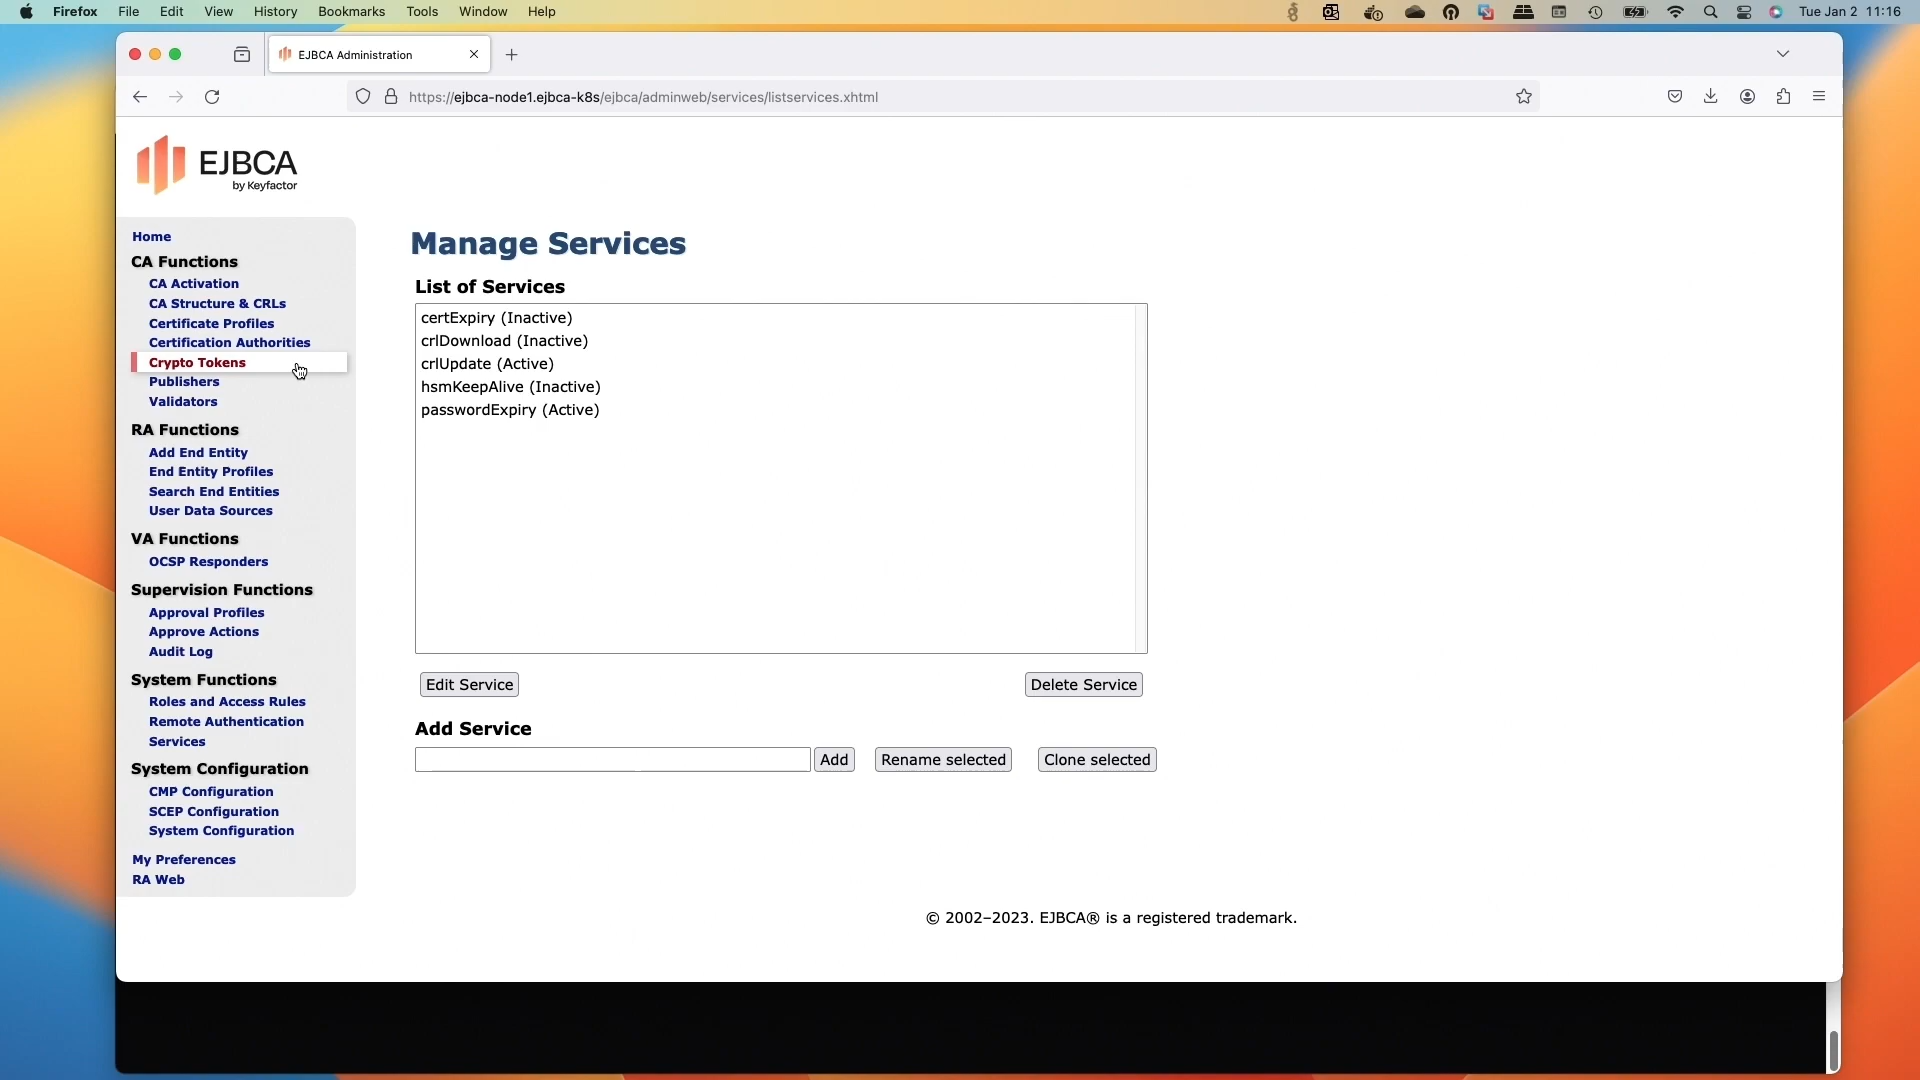 Firefox File Edit View History Bookmarks Tools Window Help Tue Jan 2 11:16
EJBCA Administration
https://ejbca-node1.ejbca-k8s/ejbca/adminweb/services/listservices.xhtml
EJBCA
by Keyfactor
Home
CA Functions
CA Activation
CA Structure & CRLs
Certificate Profiles
Certification Authorities
Crypto Tokens
Publishers
Validators
RA Functions
Add End Entity
End Entity Profiles
Search End Entities
User Data Sources
VA Functions
OCSP Responders
Supervision Functions
Approval Profiles
Approve Actions
Audit Log
System Functions
Roles and Access Rules
Remote Authentication
Services
System Configuration
CMP Configuration
SCEP Configuration
System Configuration
My Preferences
RA Web
Manage Services
List of Services
certExpiry (Inactive)
crlDownload (Inactive)
crlUpdate (Active)
hsmKeepAlive (Inactive)
passwordExpiry (Active)
Edit Service Delete Service
Add Service
Add Rename selected Clone selected
© 2002–2023. EJBCA® is a registered trademark.